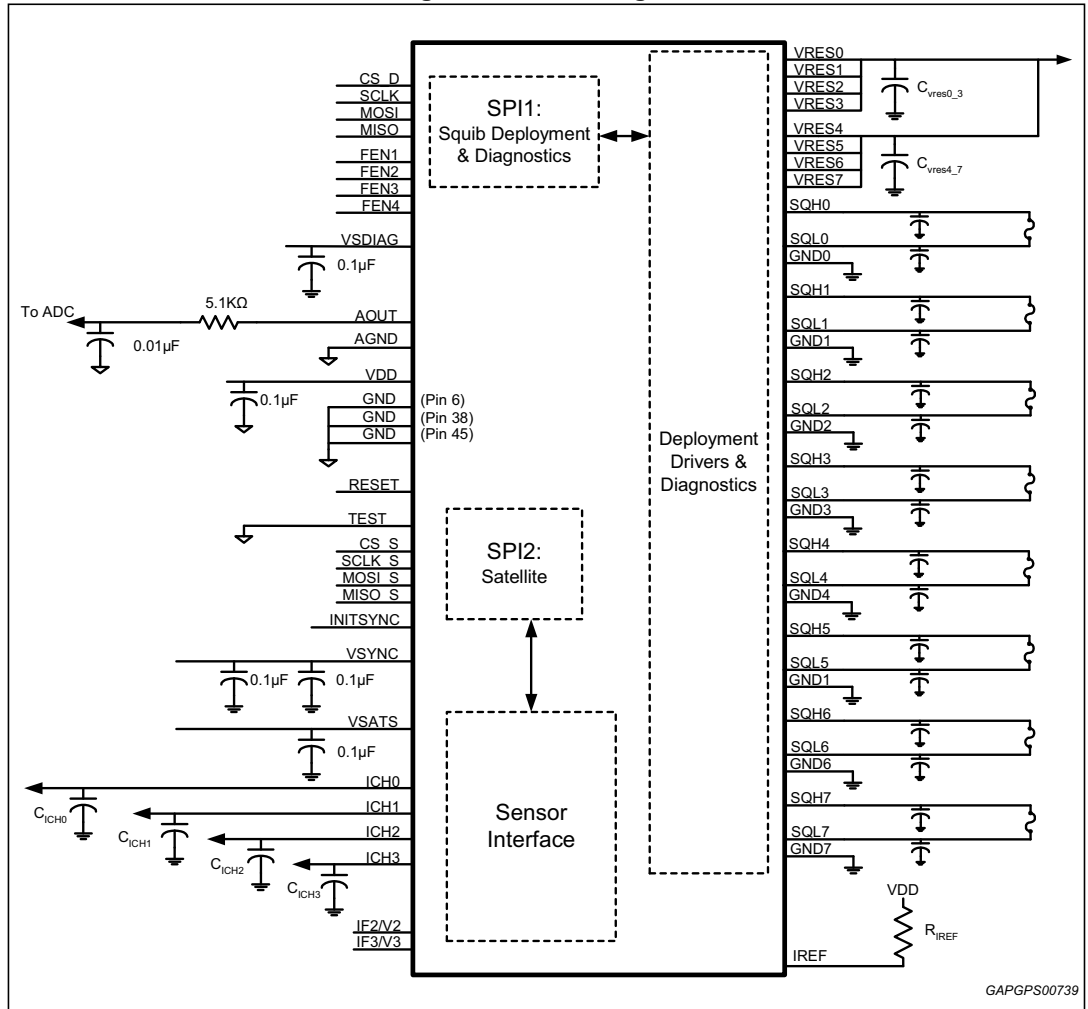 CS_D
SCLK
MOSI
MISO
FEN1
FEN2
FEN3
FEN4
VSDIAG
0.1µF
To ADC
5.1KΩ
AOUT
0.01µF
AGND
VDD
0.1µF
GND (Pin 6)
GND (Pin 38)
GND (Pin 45)
RESET
TEST
CS_S
SCLK_S
MOSI_S
MISO_S
INITSYNC
VSYNC
0.1µF
0.1µF
VSATS
0.1µF
ICH0
CICH0
ICH1
CICH1
ICH2
CICH2
ICH3
CICH3
IF2/V2
IF3/V3
SPI1:
Squib Deployment
& Diagnostics
SPI2:
Satellite
Sensor
Interface
Deployment
Drivers &
Diagnostics
VRES0
VRES1
VRES2
VRES3
Cvres0_3
VRES4
VRES5
VRES6
VRES7
Cvres4_7
SQH0
SQL0
GND0
SQH1
SQL1
GND1
SQH2
SQL2
GND2
SQH3
SQL3
GND3
SQH4
SQL4
GND4
SQH5
SQL5
GND1
SQH6
SQL6
GND6
SQH7
SQL7
GND7
VDD
RIREF
IREF
GAPGPS00739